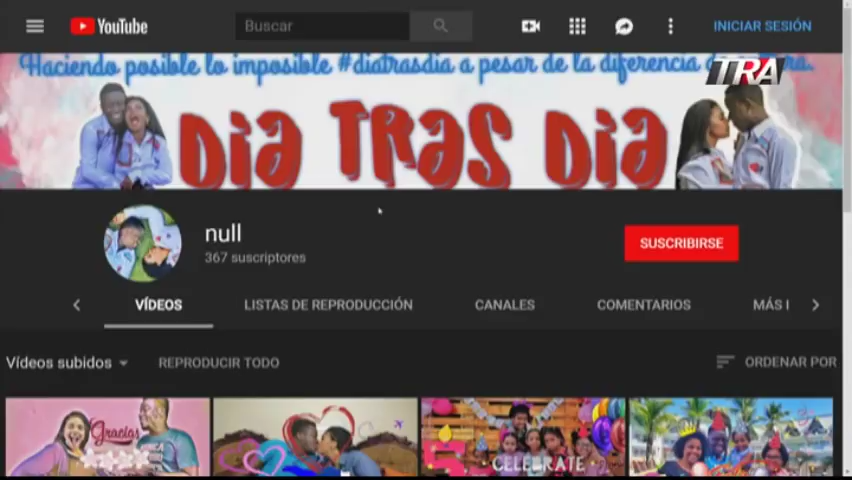 YouTube
Buscar
INICIAR SESIÓN
Haciendo posible lo imposible #diatrasdia a pesar de la diferencia
TRA
DIA TRAS DIA
null
367 suscriptores
SUSCRIBIRSE
VÍDEOS
LISTAS DE REPRODUCCIÓN
CANALES
COMENTARIOS
MÁS I
Vídeos subidos
REPRODUCIR TODO
ORDENAR POR
Gracias
CELEBRATE